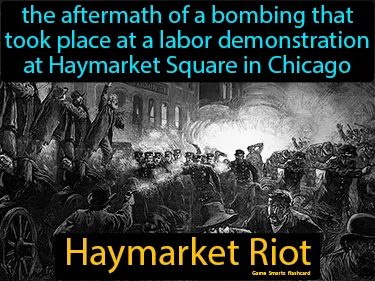 the aftermath of a bombing that
took place at a labor demonstration
at Haymarket Square in Chicago
Haymarket Riot
Game Smartz Flashcard